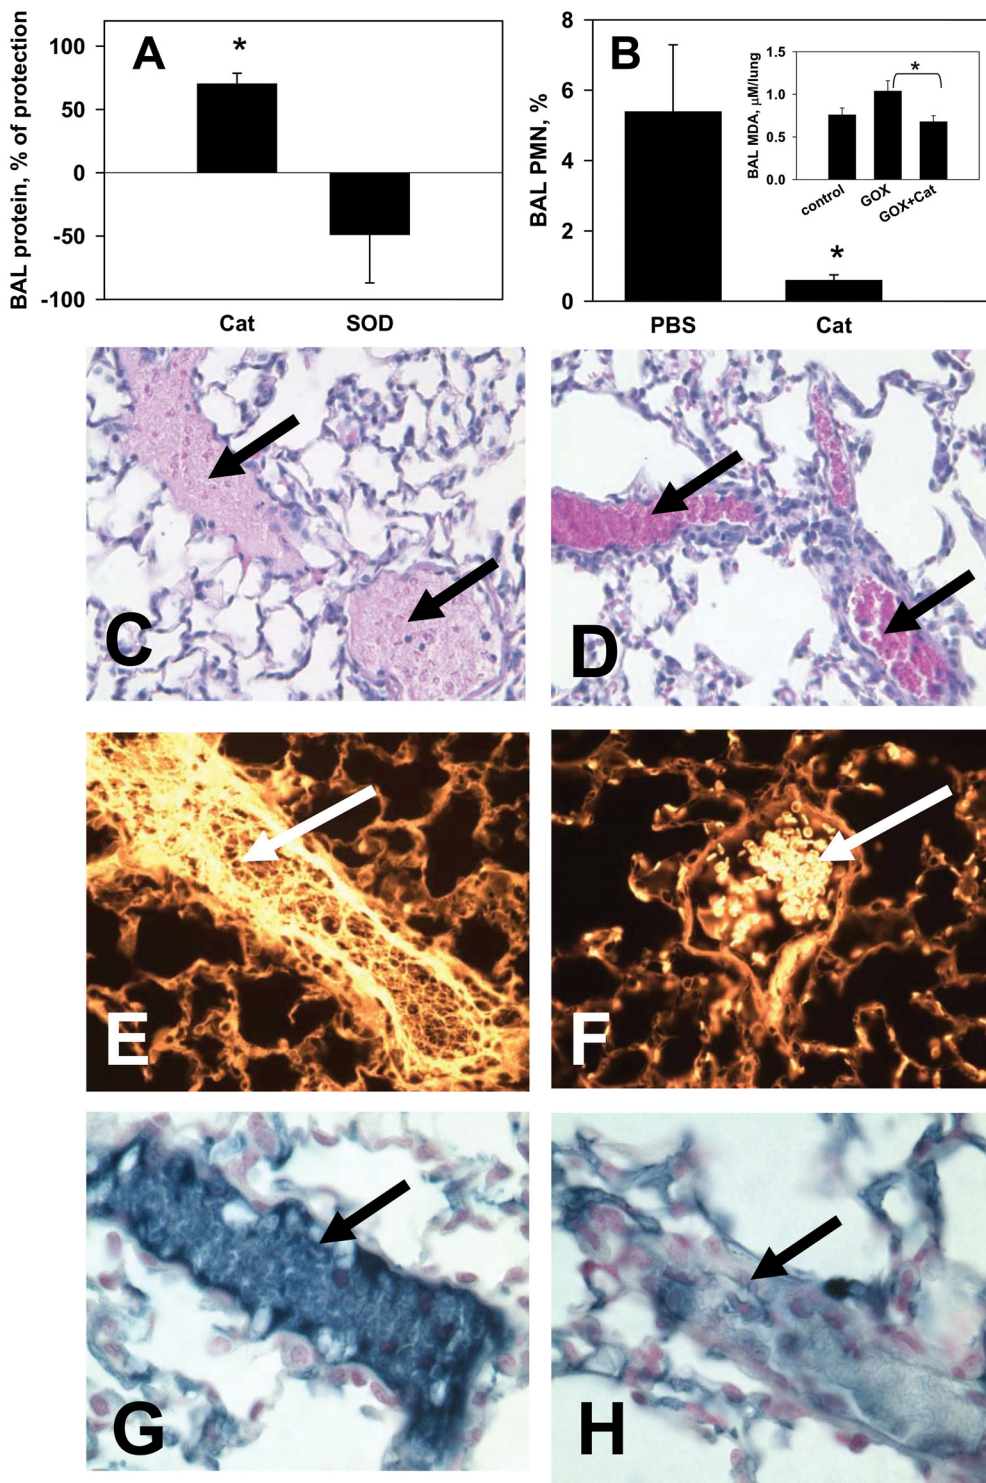 A
BAL protein, % of protection
100
50
0
-50
-100
*
Cat
SOD
B
BAL PMN, %
8
6
4
2
0
*
PBS
Cat
BAL MDA, µM/lung
1.5
1.0
0.5
0.0
*
control
GOX
GOX+Cat
C
D
E
F
G
H